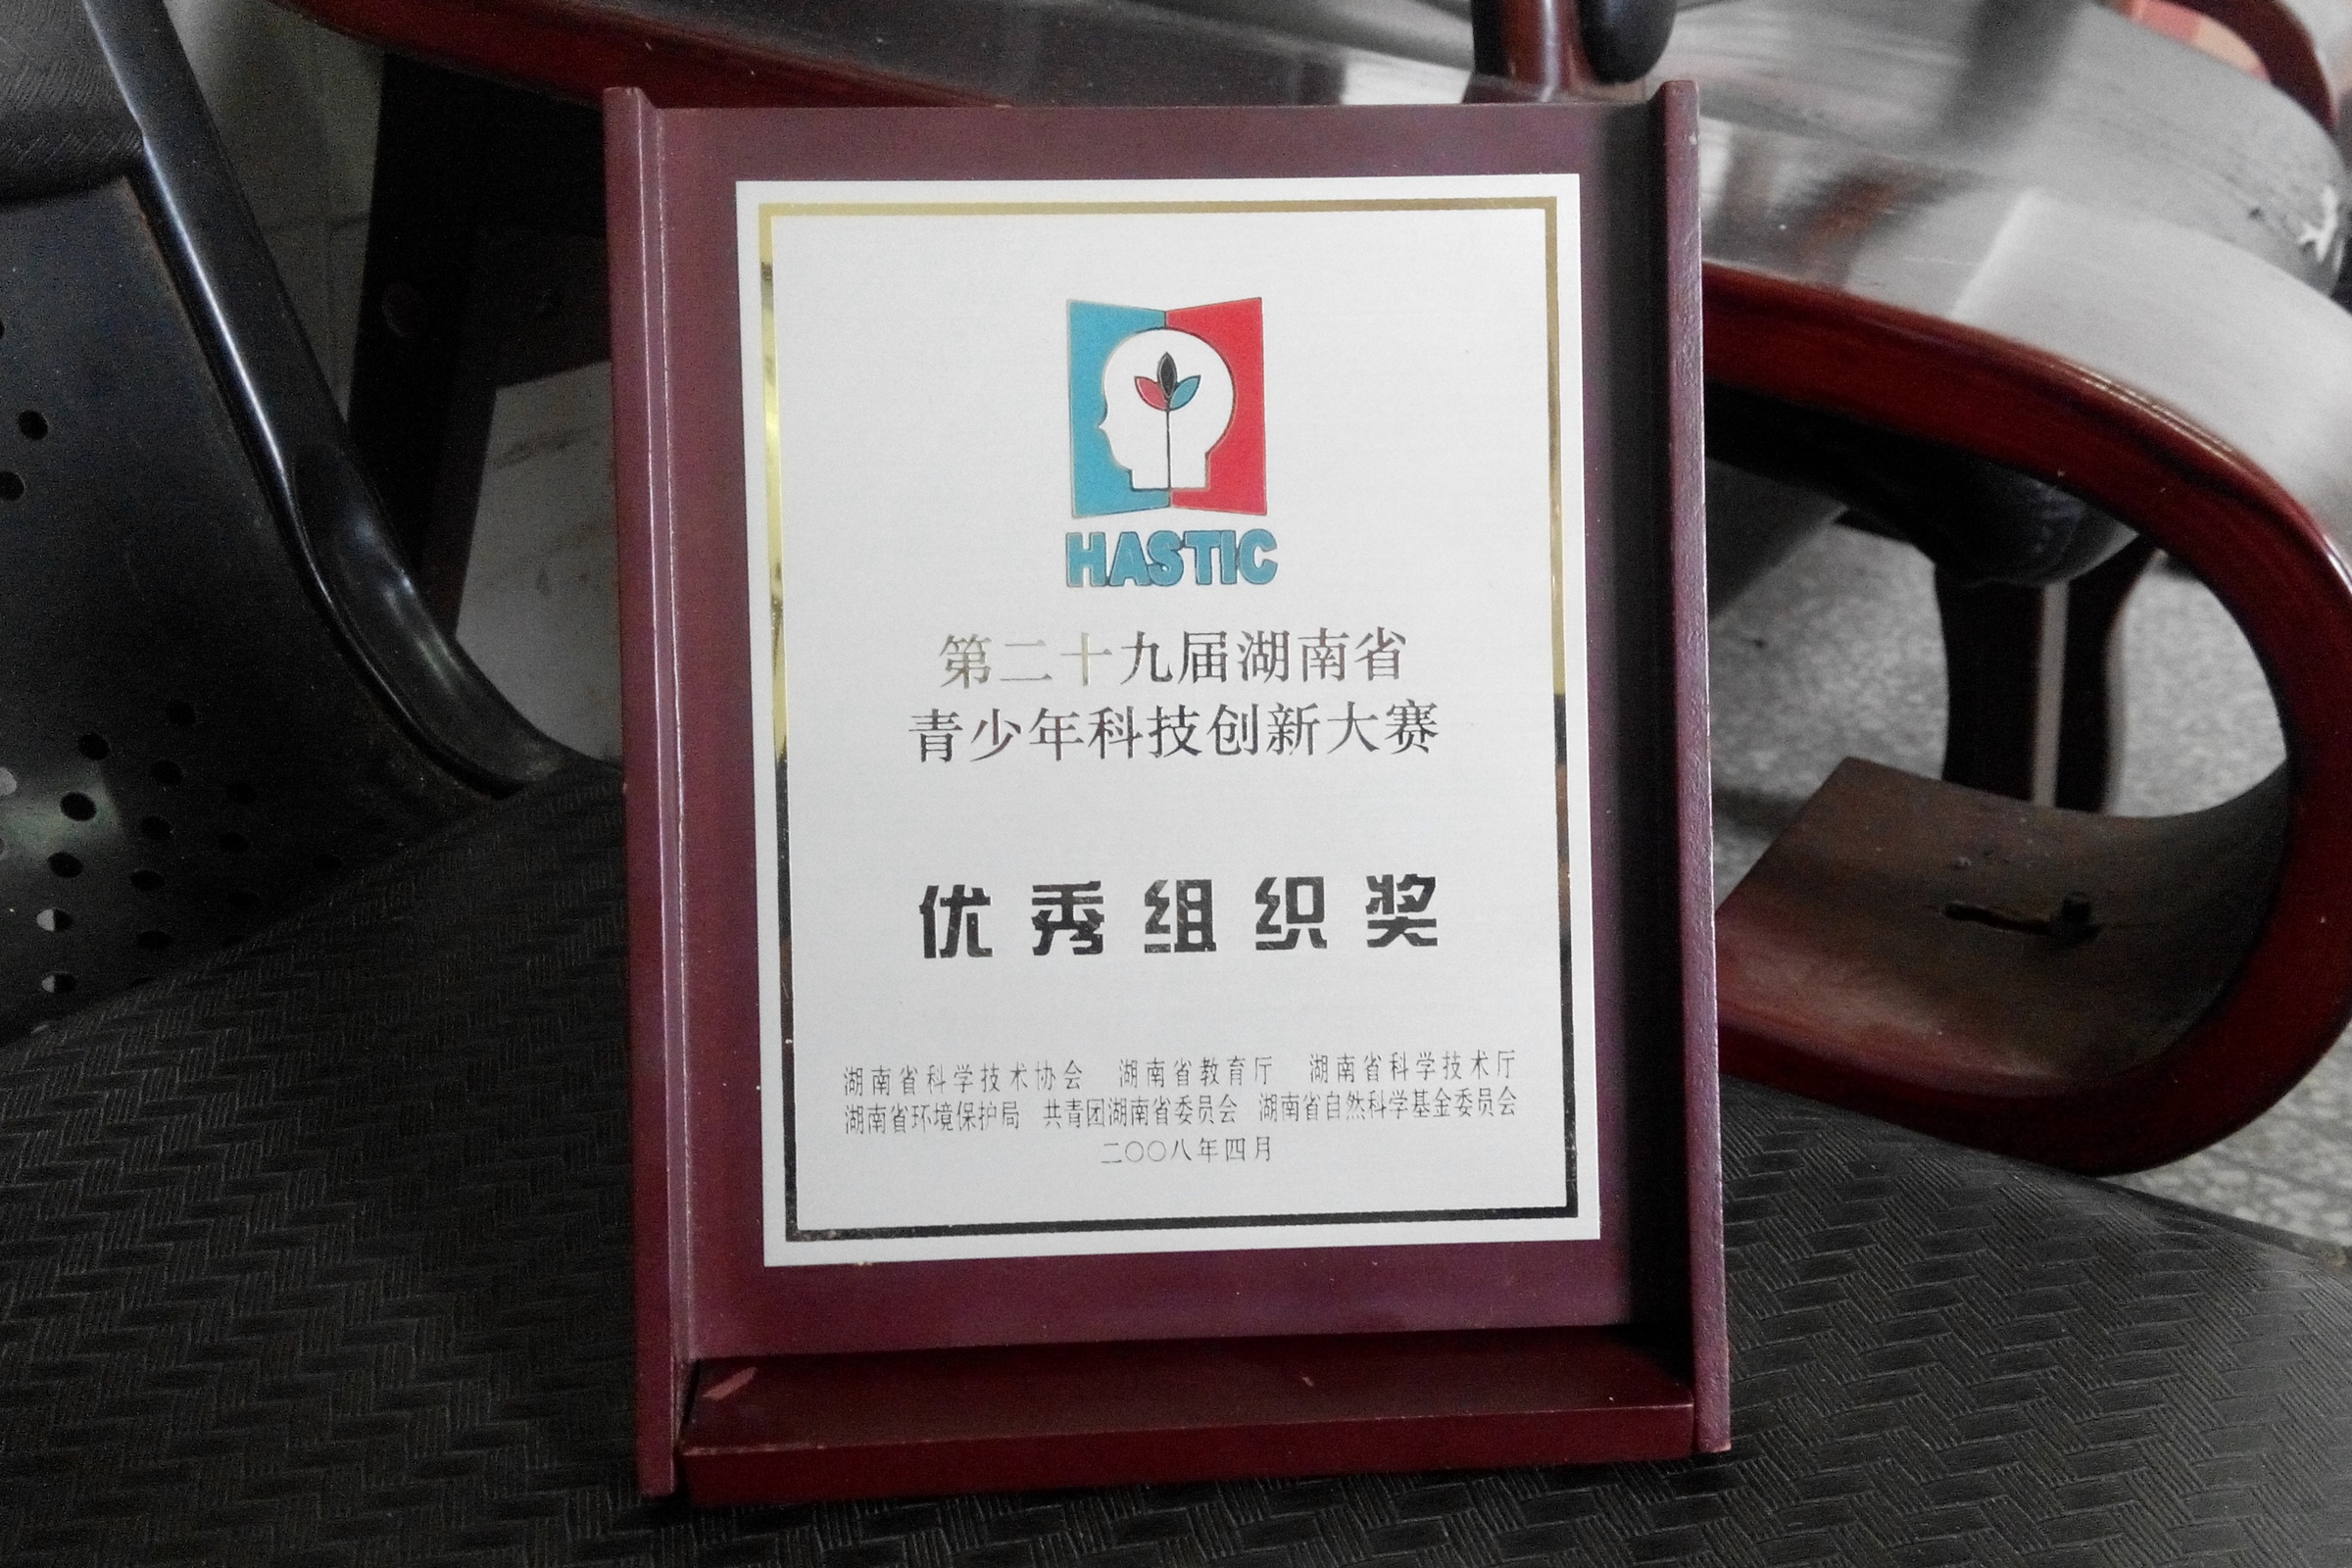 HASTIC
第二十九届湖南省
青少年科技创新大赛
优秀组织奖
湖南省科学技术协会 湖南省教育厅 湖南省科学技术厅
湖南省环境保护局 共青团湖南省委员会 湖南省自然科学基金委员会
二〇〇八年四月